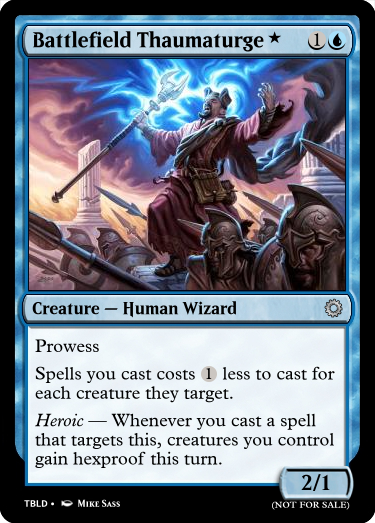 Battlefield Thaumaturge ★ 1
Creature — Human Wizard
Prowess
Spells you cast costs 1 less to cast for
each creature they target.
Heroic — Whenever you cast a spell
that targets this, creatures you control
gain hexproof this turn.
2/1
TBLD • Mike Sass
(NOT FOR SALE)